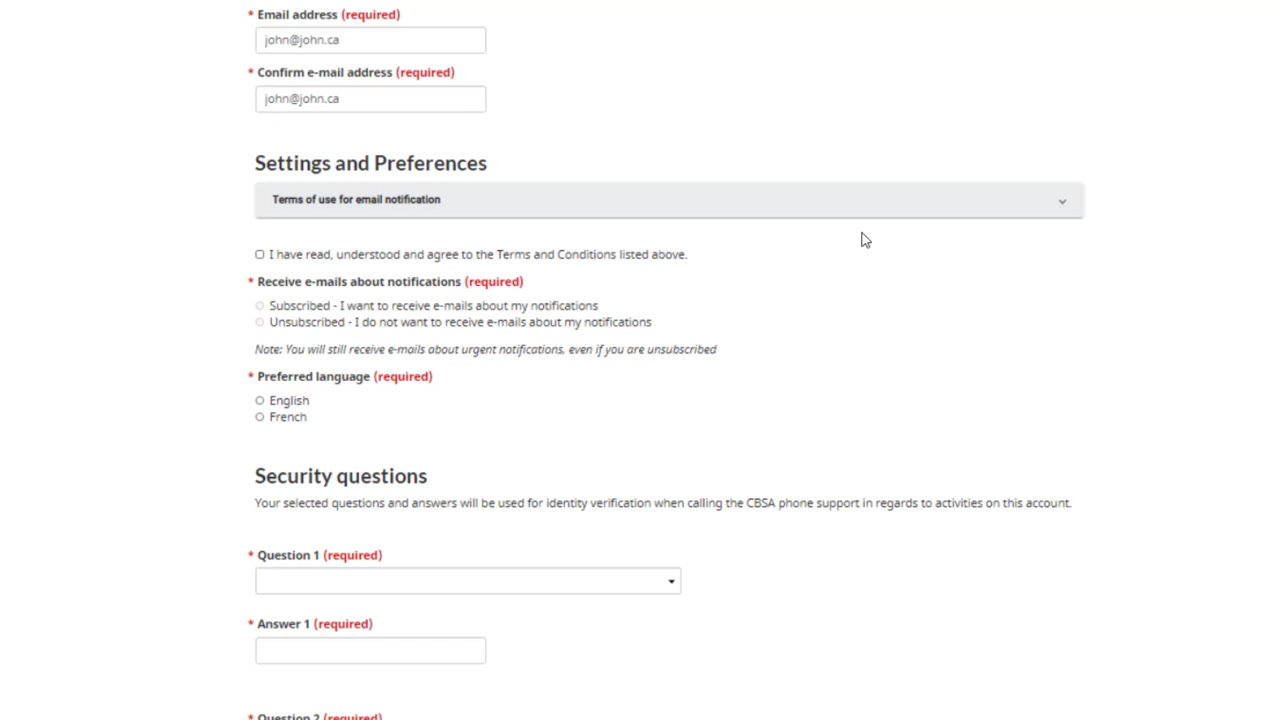 * Email address (required)
john@john.ca
* Confirm e-mail address (required)
john@john.ca
Settings and Preferences
Terms of use for email notification
I have read, understood and agree to the Terms and Conditions listed above.
* Receive e-mails about notifications (required)
Subscribed - I want to receive e-mails about my notifications
Unsubscribed - I do not want to receive e-mails about my notifications
Note: You will still receive e-mails about urgent notifications, even if you are unsubscribed
* Preferred language (required)
English
French
Security questions
Your selected questions and answers will be used for identity verification when calling the CBSA phone support in regards to activities on this account.
* Question 1 (required)
* Answer 1 (required)
* Question 2 (required)